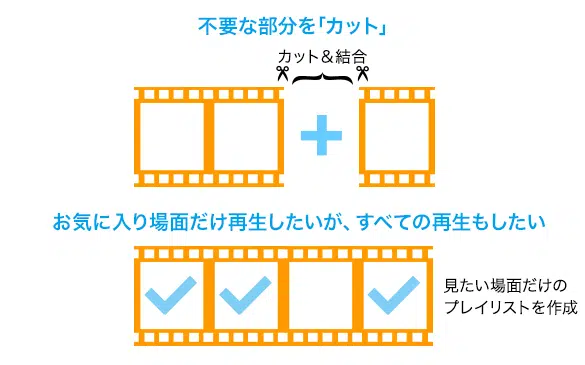 不要な部分を「カット」
カット＆結合
お気に入り場面だけ再生したいが、すべての再生もしたい
見たい場面だけの
プレイリストを作成